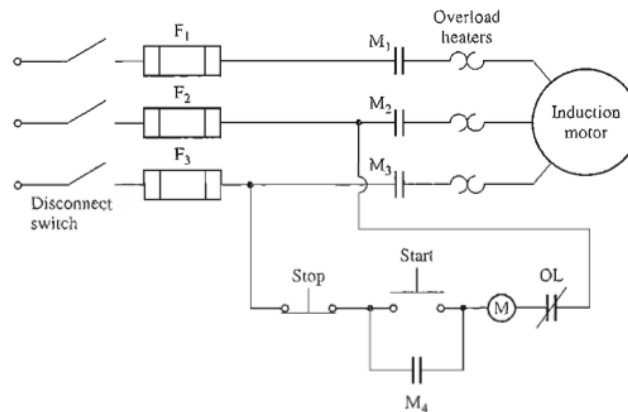 F1
M1
Overload
heaters
F2
M2
Induction
motor
F3
M3
Disconnect
switch
Stop
Start
OL
M
M4